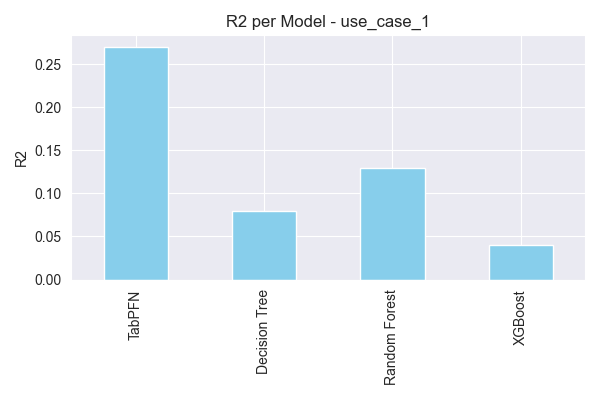 R2 per Model - use_case_1
R2
0.25
0.20
0.15
0.10
0.05
0.00
TabPFN
Decision Tree
Random Forest
XGBoost